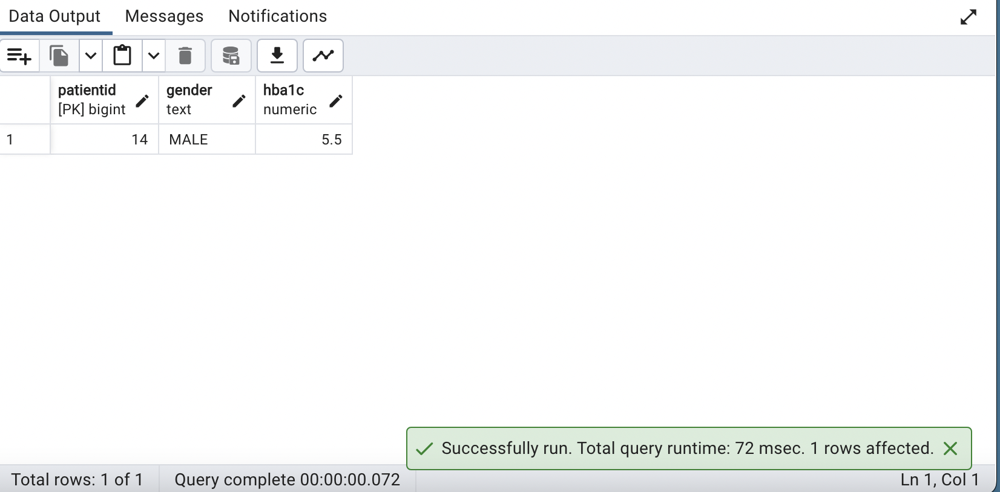 Data Output Messages Notifications
patientid gender hba1c
[PK] bigint text numeric
1 14 MALE 5.5
Successfully run. Total query runtime: 72 msec. 1 rows affected.
Total rows: 1 of 1 Query complete 00:00:00.072 Ln 1, Col 1